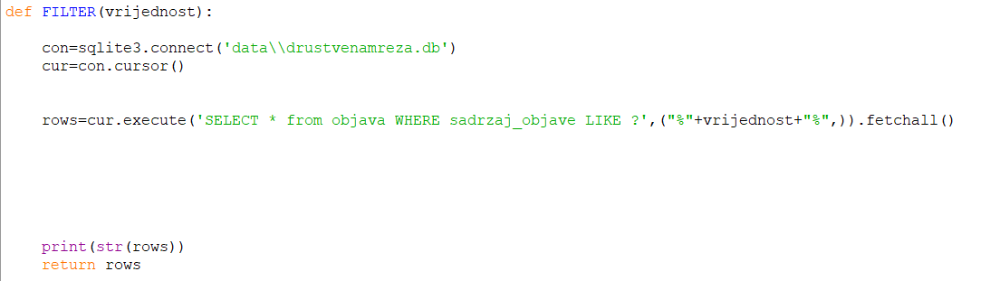 def FILTER(vrijednost):
    con=sqlite3.connect('data\\drustvenamreza.db')
    cur=con.cursor()
    rows=cur.execute('SELECT * from objava WHERE sadrzaj_objave LIKE ?',("%"+vrijednost+"%",)).fetchall()
    print(str(rows))
    return rows